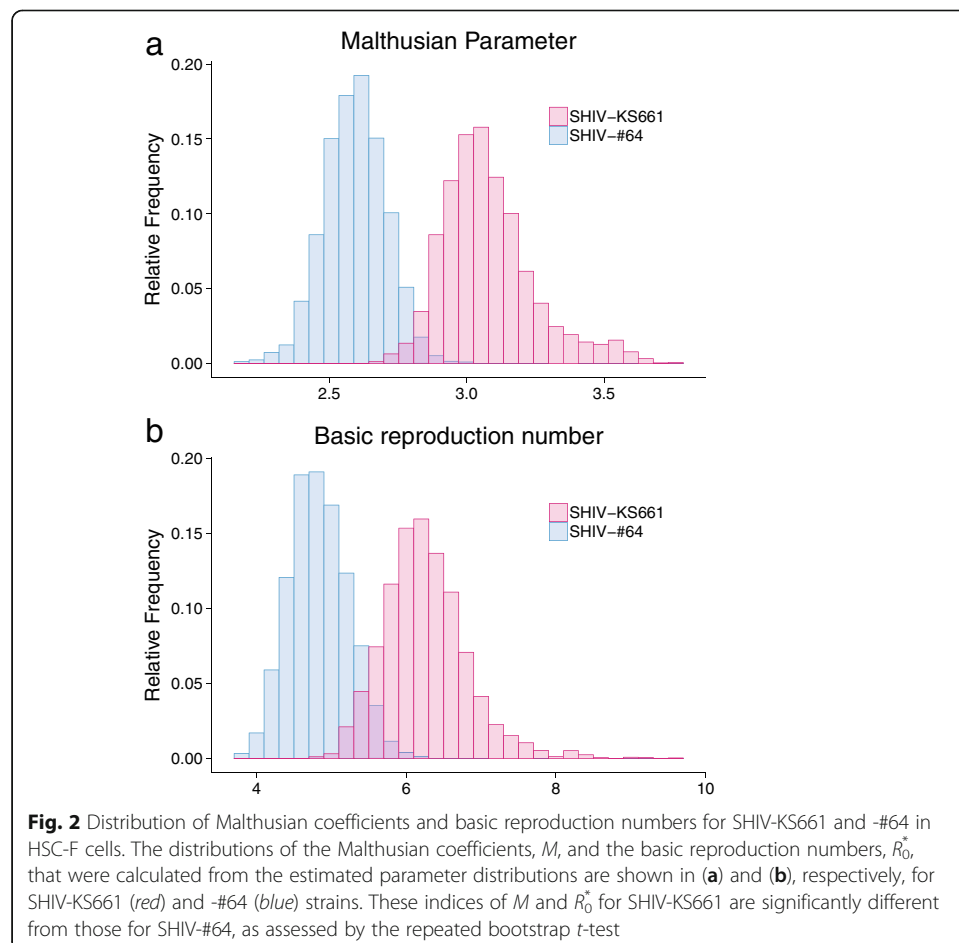 a
Malthusian Parameter
0.20
0.15
0.10
0.05
0.00
Relative Frequency
SHIV–KS661
SHIV–#64
2.5 3.0 3.5
b
Basic reproduction number
0.20
0.15
0.10
0.05
0.00
Relative Frequency
SHIV–KS661
SHIV–#64
4 6 8 10
Fig. 2 Distribution of Malthusian coefficients and basic reproduction numbers for SHIV-KS661 and -#64 in
HSC-F cells. The distributions of the Malthusian coefficients, M, and the basic reproduction numbers, R₀*,
that were calculated from the estimated parameter distributions are shown in (a) and (b), respectively, for
SHIV-KS661 (red) and -#64 (blue) strains. These indices of M and R₀* for SHIV-KS661 are significantly different
from those for SHIV-#64, as assessed by the repeated bootstrap t-test